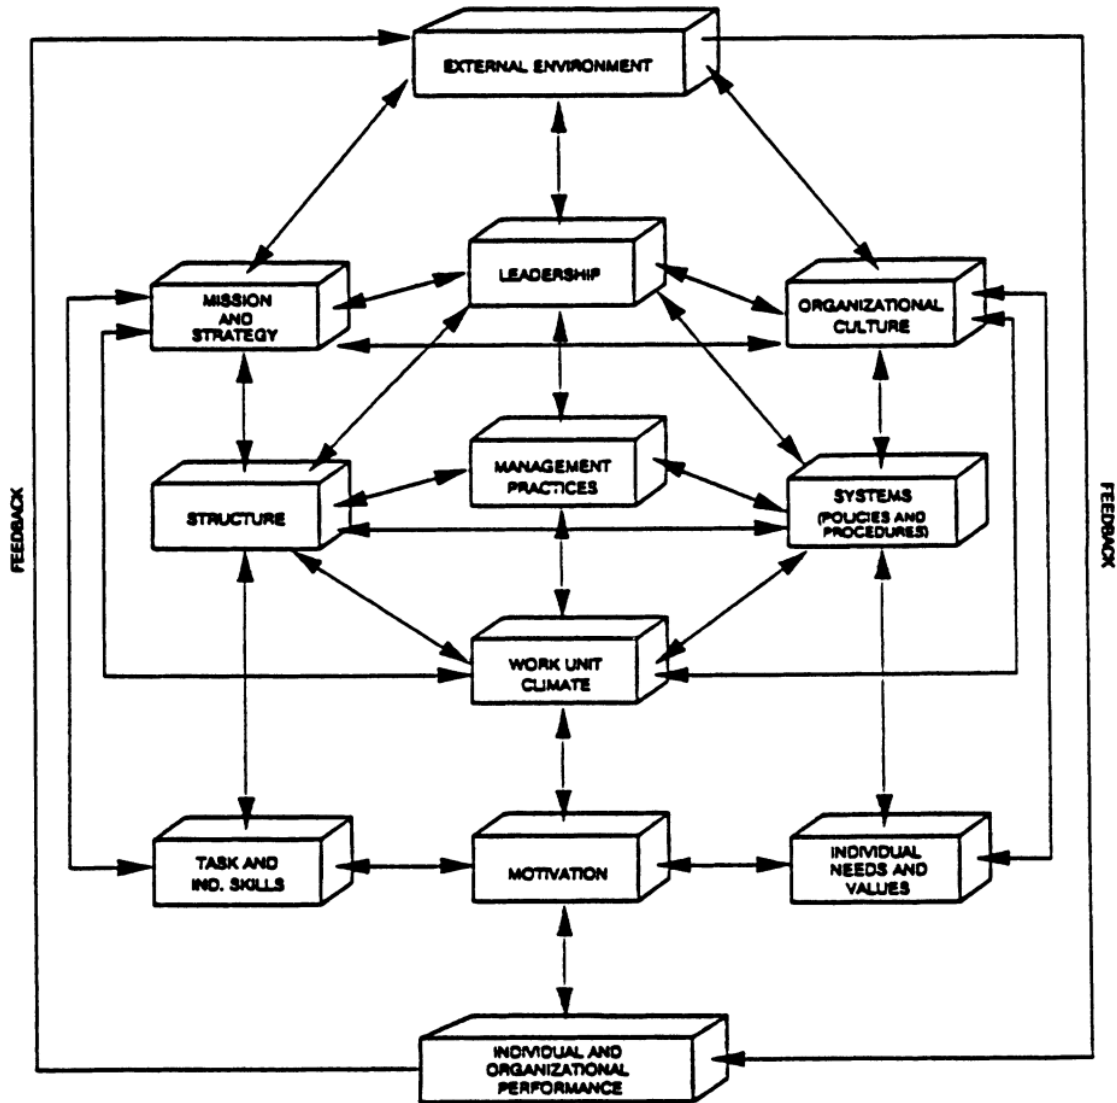 EXTERNAL ENVIRONMENT
LEADERSHIP
MISSION
AND
STRATEGY
ORGANIZATIONAL
CULTURE
MANAGEMENT
PRACTICES
STRUCTURE
SYSTEMS
(POLICIES AND
PROCEDURES)
FEEDBACK
FEEDBACK
WORK UNIT
CLIMATE
TASK AND
IND. SKILLS
MOTIVATION
INDIVIDUAL
NEEDS AND
VALUES
INDIVIDUAL AND
ORGANIZATIONAL
PERFORMANCE